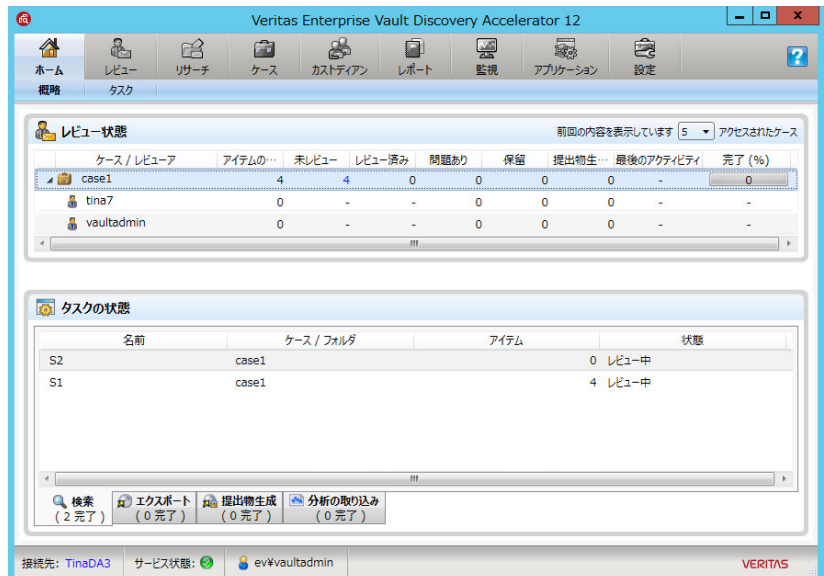 Veritas Enterprise Vault Discovery Accelerator 12
ホーム レビュー リサーチ ケース カストディアン レポート 監視 アプリケーション 設定
概略 タスク
レビュー状態 前回の内容を表示しています 5 アクセスされたケース
ケース / レビューア アイテムの… 未レビュー レビュー済み 問題あり 保留 提出物生… 最後のアクティビティ 完了 (%)
case1 4 4 0 0 0 0 - 0
tina7 0 - - 0 0 0 - -
vaultadmin 0 - - 0 0 0 - -
タスクの状態
名前 ケース / フォルダ アイテム 状態
S2 case1 0 レビュー中
S1 case1 4 レビュー中
検索 エクスポート 提出物生成 分析の取り込み
(2 完了) (0 完了) (0 完了) (0 完了)
接続先: TinaDA3 サービス状態: ev¥vaultadmin VERITAS